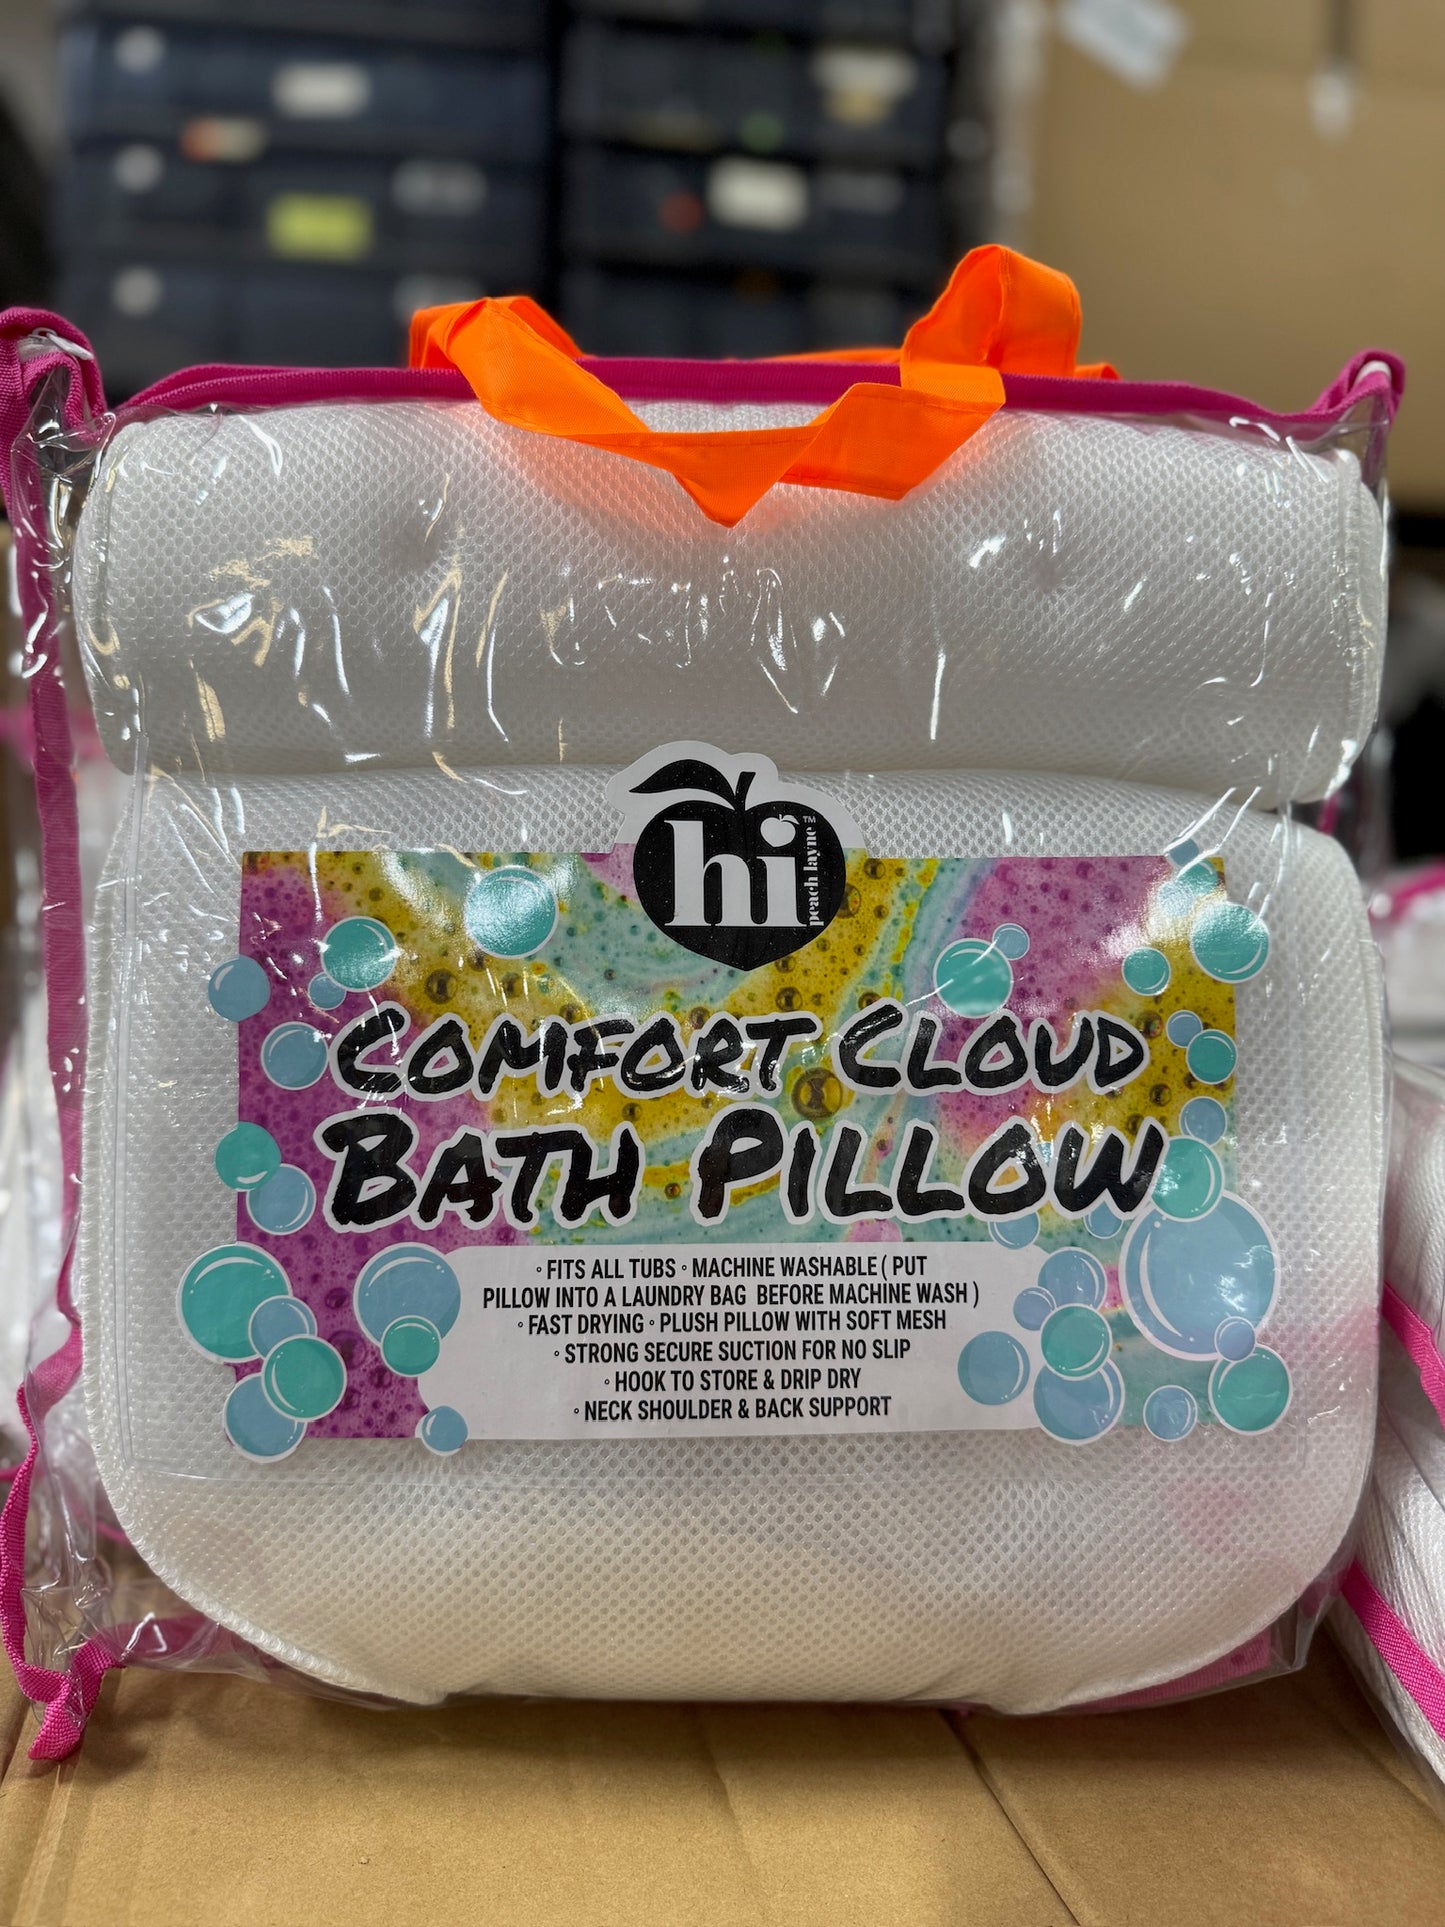 hi
peach layne™
COMFORT CLOUD
BATH PILLOW
◦ FITS ALL TUBS ◦ MACHINE WASHABLE ( PUT
PILLOW INTO A LAUNDRY BAG BEFORE MACHINE WASH )
◦ FAST DRYING ◦ PLUSH PILLOW WITH SOFT MESH
◦ STRONG SECURE SUCTION FOR NO SLIP
◦ HOOK TO STORE & DRIP DRY
◦ NECK SHOULDER & BACK SUPPORT